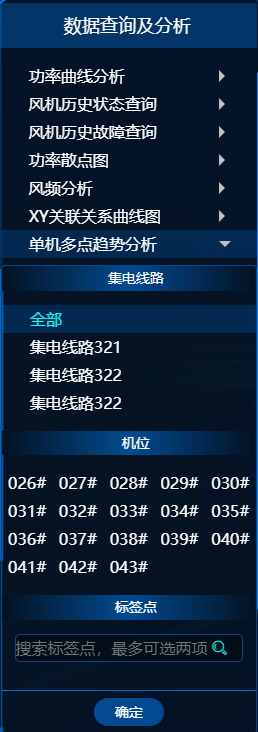 数据查询及分析
功率曲线分析
风机历史状态查询
风机历史故障查询
功率散点图
风频分析
XY关联关系曲线图
单机多点趋势分析
集电线路
全部
集电线路321
集电线路322
集电线路322
机位
026# 027# 028# 029# 030#
031# 032# 033# 034# 035#
036# 037# 038# 039# 040#
041# 042# 043#
标签点
搜索标签点，最多可选两项
确定